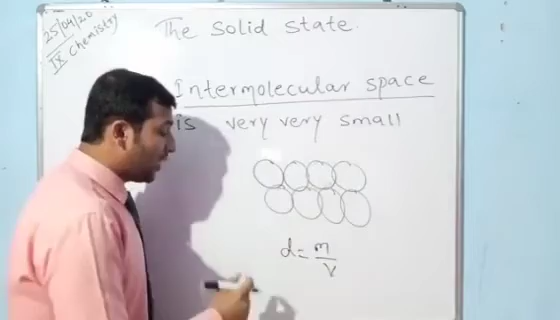 25/04/20
IX Chemistry
The solid state.
Intermolecular space
is very very small
d = m
V